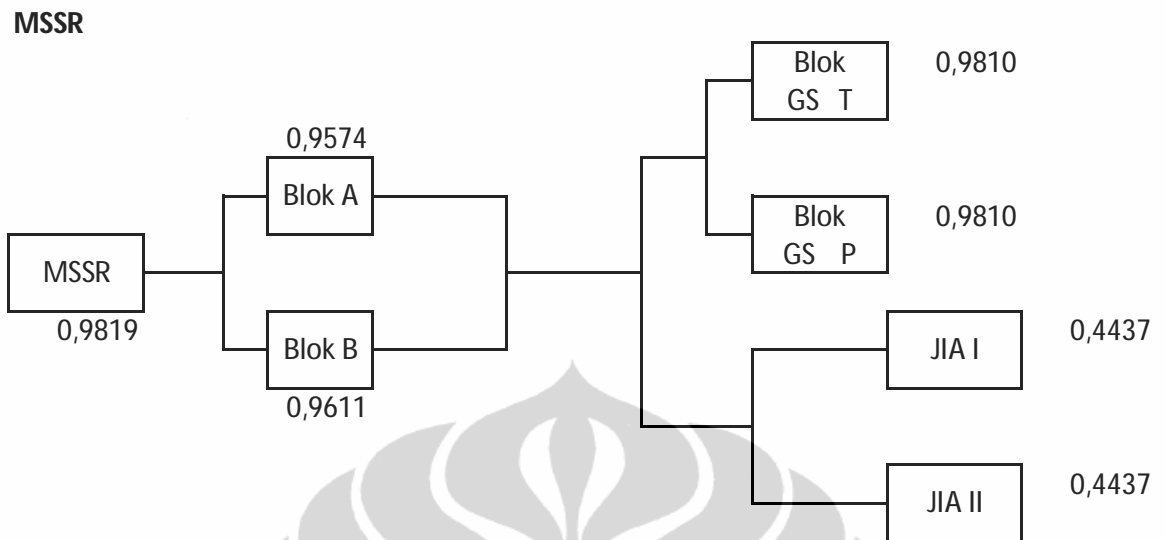 MSSR
Blok
GS T
0,9810
0,9574
Blok A
Blok
GS P
0,9810
MSSR
0,9819
Blok B
0,9611
JIA I
0,4437
JIA II
0,4437